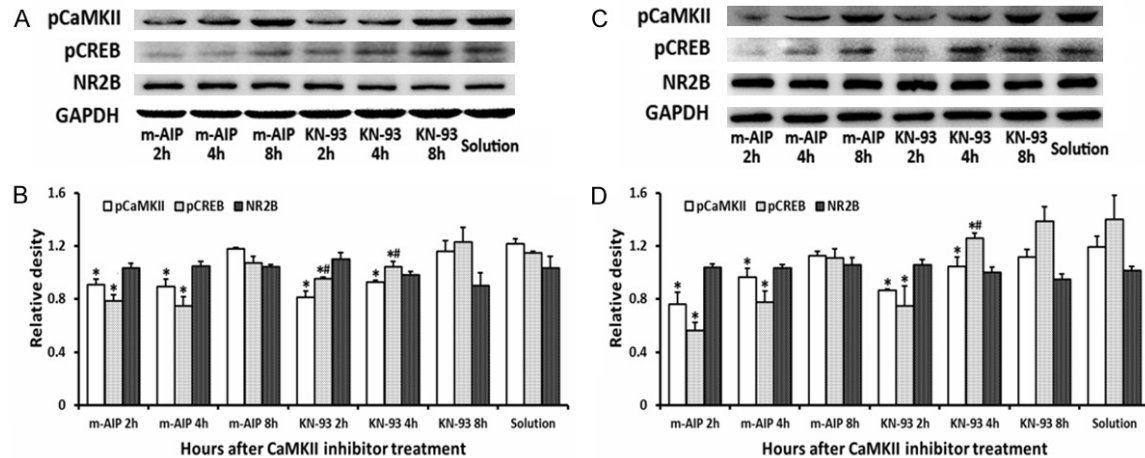 A
pCaMKII
pCREB
NR2B
GAPDH
m-AIP m-AIP m-AIP KN-93 KN-93 KN-93 Solution
2h 4h 8h 2h 4h 8h
B
1.6
1.2
0.8
0.4
0
Relative desity
pCaMKII pCREB NR2B
* * * * * *# * *#
m-AIP 2h m-AIP 4h m-AIP 8h KN-93 2h KN-93 4h KN-93 8h Solution
Hours after CaMKII inhibitor treatment
C
pCaMKII
pCREB
NR2B
GAPDH
m-AIP m-AIP m-AIP KN-93 KN-93 KN-93 Solution
2h 4h 8h 2h 4h 8h
D
1.6
1.2
0.8
0.4
0
Relative desity
pCaMKII pCREB NR2B
* * * * * * * *#
m-AIP 2h m-AIP 4h m-AIP 8h KN-93 2h KN-93 4h KN-93 8h Solution
Hours after CaMKII inhibitor treatment